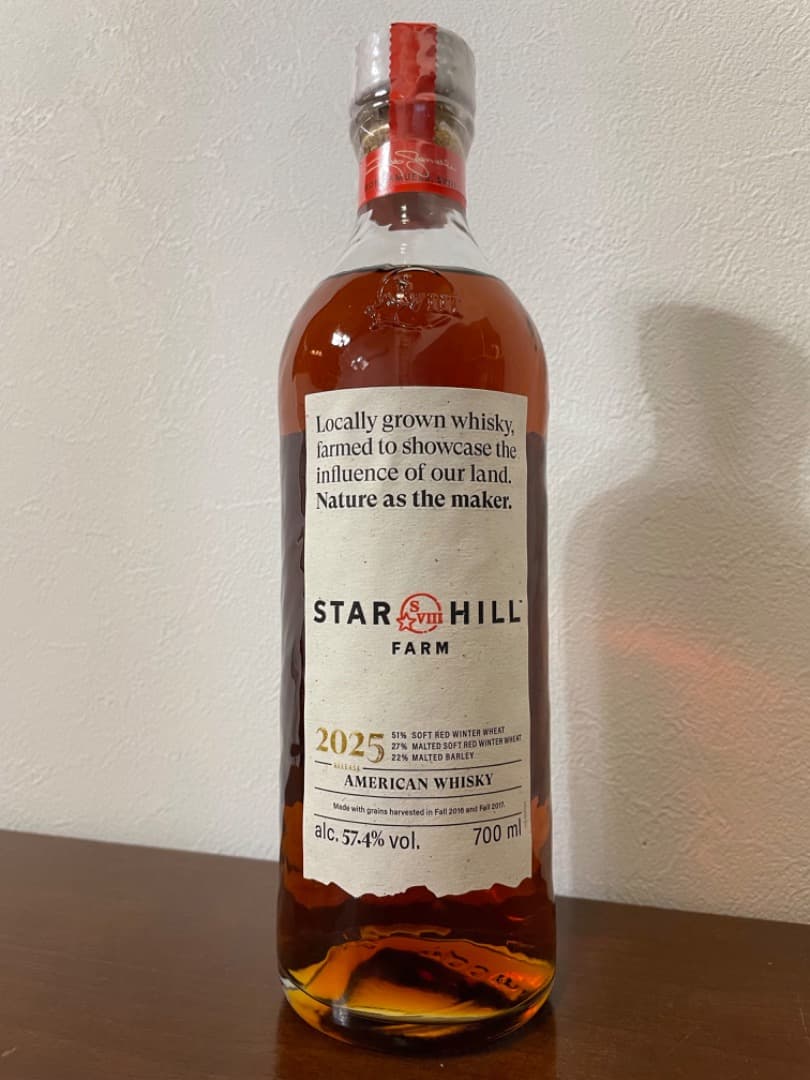 Locally grown whisky,
farmed to showcase the
influence of our land.
Nature as the maker.
STAR S VIII HILL™
FARM
2025
RELEASE
51% SOFT RED WINTER WHEAT
27% MALTED SOFT RED WINTER WHEAT
22% MALTED BARLEY
AMERICAN WHISKY
Made with grains harvested in Fall 2016 and Fall 2017.
alc. 57.4% vol.
700 ml